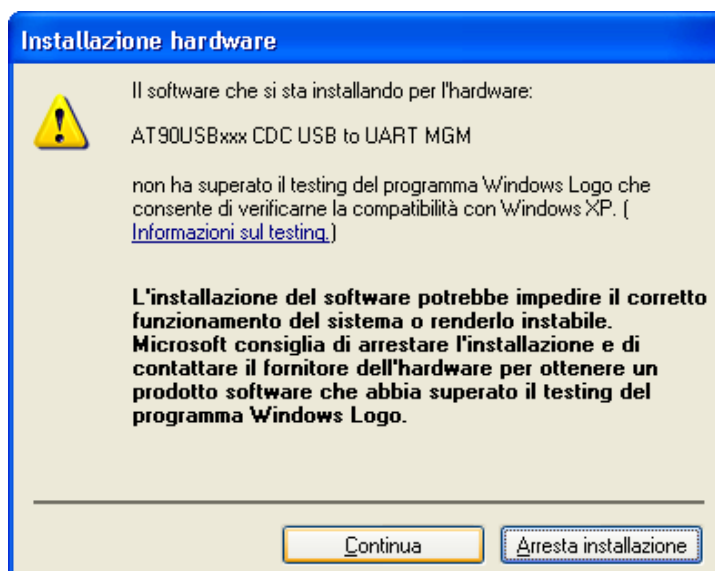 Installazione hardware
Il software che si sta installando per l'hardware:
AT90USBxxx CDC USB to UART MGM
non ha superato il testing del programma Windows Logo che
consente di verificarne la compatibilità con Windows XP. (
Informazioni sul testing.)
L'installazione del software potrebbe impedire il corretto
funzionamento del sistema o renderlo instabile.
Microsoft consiglia di arrestare l'installazione e di
contattare il fornitore dell'hardware per ottenere un
prodotto software che abbia superato il testing del
programma Windows Logo.
Continua
Arresta installazione